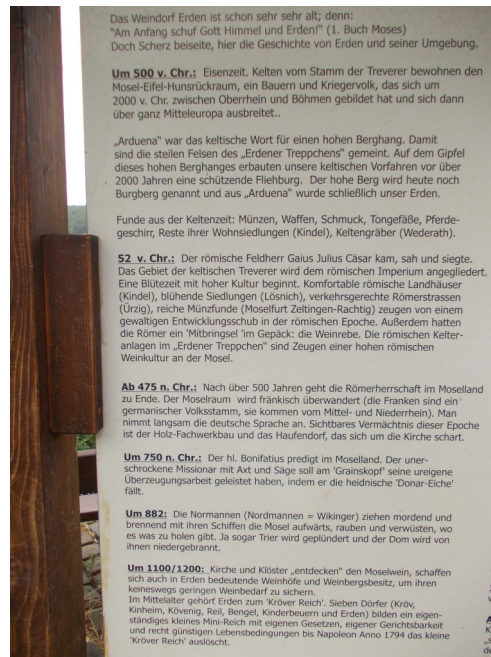 Das Weindorf Erden ist schon sehr sehr alt; denn:
"Am Anfang schuf Gott Himmel und Erden!" (1. Buch Moses)
Doch Scherz beiseite, hier die Geschichte von Erden und seiner Umgebung.
Um 500 v. Chr.: Eisenzeit. Kelten vom Stamm der Treverer bewohnen den
Mosel-Eifel-Hunsrückraum, ein Bauern und Kriegervolk, das sich um
2000 v. Chr. zwischen Oberrhein und Böhmen gebildet hat und sich dann
über ganz Mitteleuropa ausbreitet..
„Arduena" war das keltische Wort für einen hohen Berghang. Damit
sind die steilen Felsen des „Erdener Treppchens" gemeint. Auf dem Gipfel
dieses hohen Berghanges erbauten unsere keltischen Vorfahren vor über
2000 Jahren eine schützende Fliehburg. Der hohe Berg wird heute noch
Burgberg genannt und aus „Arduena" wurde schließlich unser Erden.
Funde aus der Keltenzeit: Münzen, Waffen, Schmuck, Tongefäße, Pferde-
geschirr, Reste ihrer Wohnsiedlungen (Kindel), Keltengräber (Wederath).
52 v. Chr.: Der römische Feldherr Gaius Julius Cäsar kam, sah und siegte.
Das Gebiet der keltischen Treverer wird dem römischen Imperium angegliedert.
Eine Blütezeit mit hoher Kultur beginnt. Komfortable römische Landhäuser
(Kindel), blühende Siedlungen (Lösnich), verkehrsgerechte Römerstrassen
(Ürzig), reiche Münzfunde (Moselfurt Zeltingen-Rachtig) zeugen von einem
gewaltigen Entwicklungsschub in der römischen Epoche. Außerdem hatten
die Römer ein 'Mitbringsel 'im Gepäck: die Weinrebe. Die römischen Kelter-
anlagen im „Erdener Treppchen" sind Zeugen einer hohen römischen
Weinkultur an der Mosel.
Ab 475 n. Chr.: Nach über 500 Jahren geht die Römerherrschaft im Moselland
zu Ende. Der Moselraum wird fränkisch überwandert (die Franken sind ein
germanischer Volksstamm, sie kommen vom Mittel- und Niederrhein). Man
nimmt langsam die deutsche Sprache an. Sichtbares Vermächtnis dieser Epoche
ist der Holz-Fachwerkbau und das Haufendorf, das sich um die Kirche schart.
Um 750 n. Chr.: Der hl. Bonifatius predigt im Moselland. Der uner-
schrockene Missionar mit Axt und Säge soll am 'Grainskopf' seine ureigene
Überzeugungsarbeit geleistet haben, indem er die heidnische 'Donar-Eiche'
fällt.
Um 882: Die Normannen (Nordmannen = Wikinger) ziehen mordend und
brennend mit ihren Schiffen die Mosel aufwärts, rauben und verwüsten, wo
es was zu holen gibt. Ja sogar Trier wird geplündert und der Dom wird von
ihnen niedergebrannt.
Um 1100/1200: Kirche und Klöster „entdecken" den Moselwein, schaffen
sich auch in Erden bedeutende Weinhöfe und Weinbergsbesitz, um ihren
keineswegs geringen Weinbedarf zu sichern.
Im Mittelalter gehört Erden zum 'Kröver Reich'. Sieben Dörfer (Kröv,
Kinheim, Kövenig, Reil, Bengel, Kinderbeuern und Erden) bilden ein eigen-
ständiges kleines Mini-Reich mit eigenen Gesetzen, eigener Gerichtsbarkeit
und recht günstigen Lebensbedingungen bis Napoleon Anno 1794 das kleine
'Kröver Reich' auslöscht.